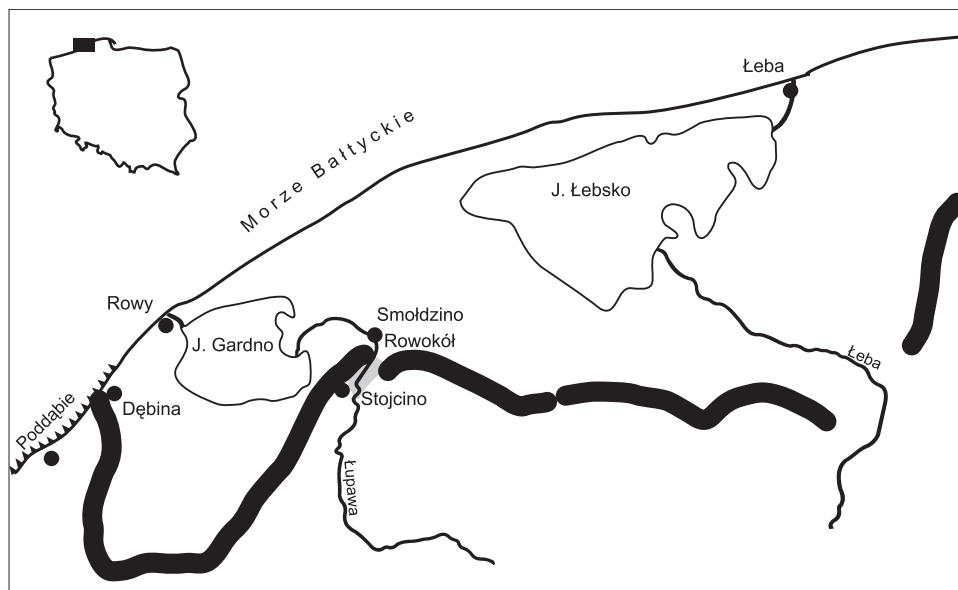 Łeba
Morze Bałtyckie
J. Łebsko
Rowy
Smołdzino
Rowokół
J. Gardno
Łeba
Stojcino
Dębina
Poddąbie
Łupawa